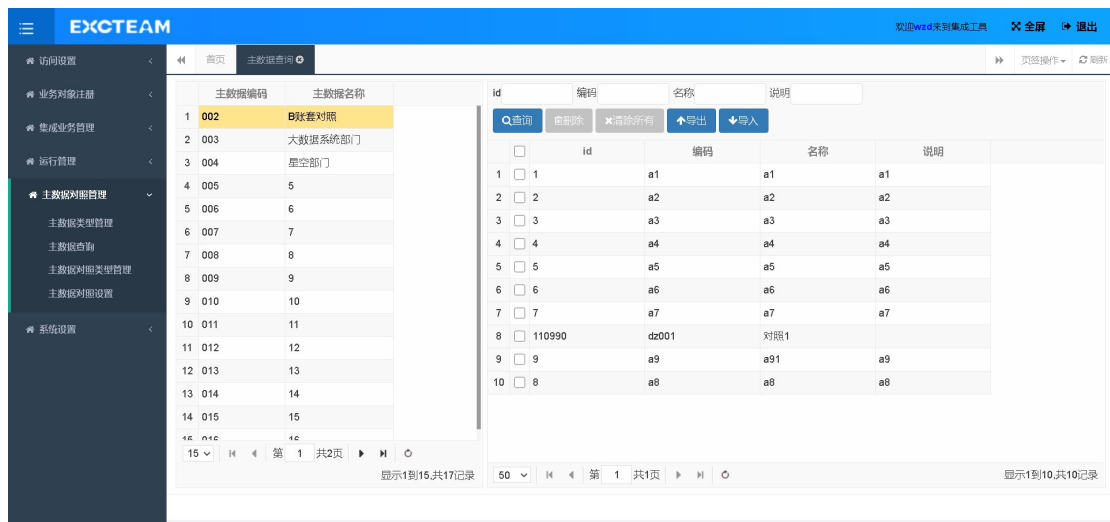 EXCTEAM
欢迎wzd来到集成工具 全屏 退出
访问设置
业务对象注册
集成业务管理
运行管理
主数据对照管理
主数据类型管理
主数据查询
主数据对照类型管理
主数据对照设置
系统设置
首页 主数据查询 页签操作 刷新
主数据编码 主数据名称
1 002 B账套对照
2 003 大数据系统部门
3 004 星空部门
4 005 5
5 006 6
6 007 7
7 008 8
8 009 9
9 010 10
10 011 11
11 012 12
12 013 13
13 014 14
14 015 15
15 016 16
15 第 1 共2页
显示1到15,共17记录
id 编码 名称 说明
查询 删除 清除所有 导出 导入
id 编码 名称 说明
1 1 a1 a1 a1
2 2 a2 a2 a2
3 3 a3 a3 a3
4 4 a4 a4 a4
5 5 a5 a5 a5
6 6 a6 a6 a6
7 7 a7 a7 a7
8 110990 dz001 对照1
9 9 a9 a91 a9
10 8 a8 a8 a8
50 第 1 共1页
显示1到10,共10记录